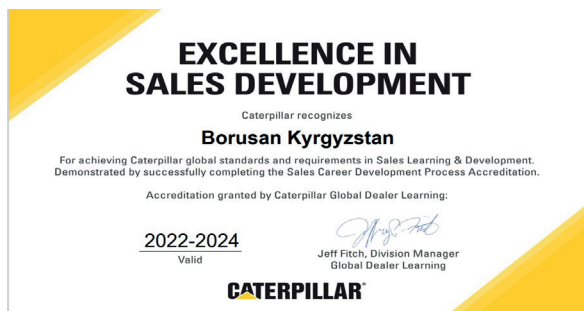 EXCELLENCE IN
SALES DEVELOPMENT
Caterpillar recognizes
Borusan Kyrgyzstan
For achieving Caterpillar global standards and requirements in Sales Learning & Development.
Demonstrated by successfully completing the Sales Career Development Process Accreditation.
Accreditation granted by Caterpillar Global Dealer Learning:
2022-2024
Valid
Jeff Fitch, Division Manager
Global Dealer Learning
CATERPILLAR®